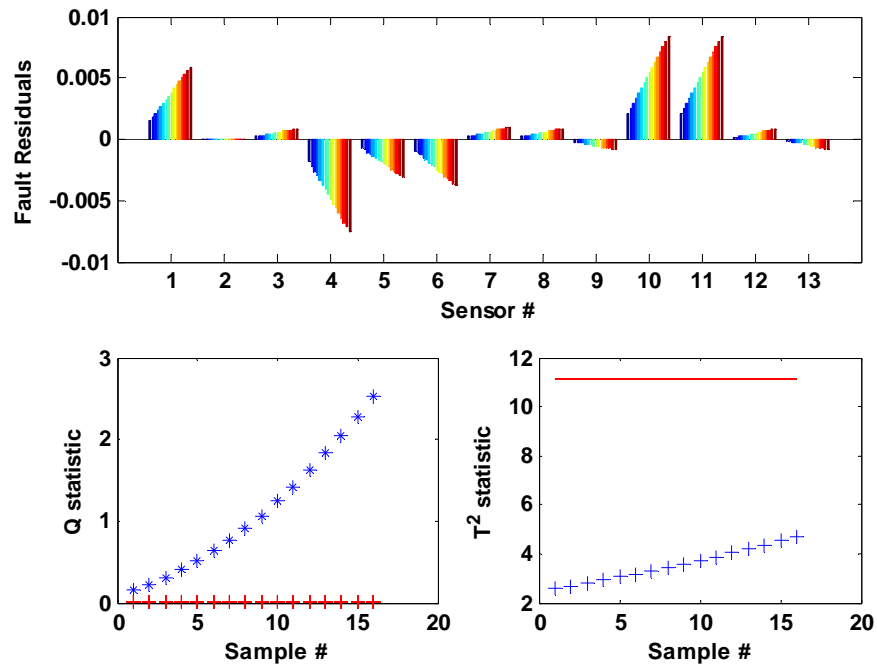 0.01
0.005
0
-0.005
-0.01
Fault Residuals
1 2 3 4 5 6 7 8 9 10 11 12 13
Sensor #
3
2
1
0
Q statistic
0 5 10 15 20
Sample #
12
10
8
6
4
2
T² statistic
0 5 10 15 20
Sample #